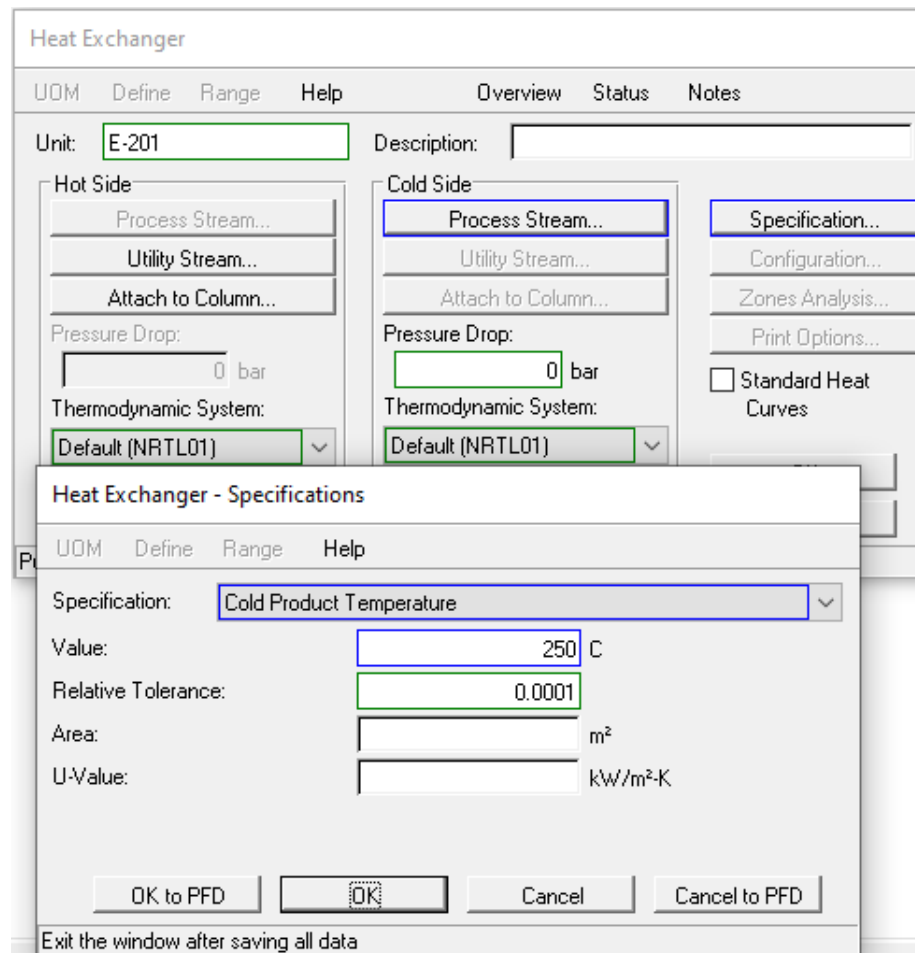 Heat Exchanger
UOM Define Range Help Overview Status Notes
Unit: E-201 Description:
Hot Side Cold Side
Process Stream... Process Stream... Specification...
Utility Stream... Utility Stream... Configuration...
Attach to Column... Attach to Column... Zones Analysis...
Pressure Drop: Pressure Drop: Print Options...
0 bar 0 bar Standard Heat Curves
Thermodynamic System: Thermodynamic System:
Default (NRTL01) Default (NRTL01)
Heat Exchanger - Specifications
UOM Define Range Help
Specification: Cold Product Temperature
Value: 250 C
Relative Tolerance: 0.0001
Area: m²
U-Value: kW/m²-K
OK to PFD OK Cancel Cancel to PFD
Exit the window after saving all data